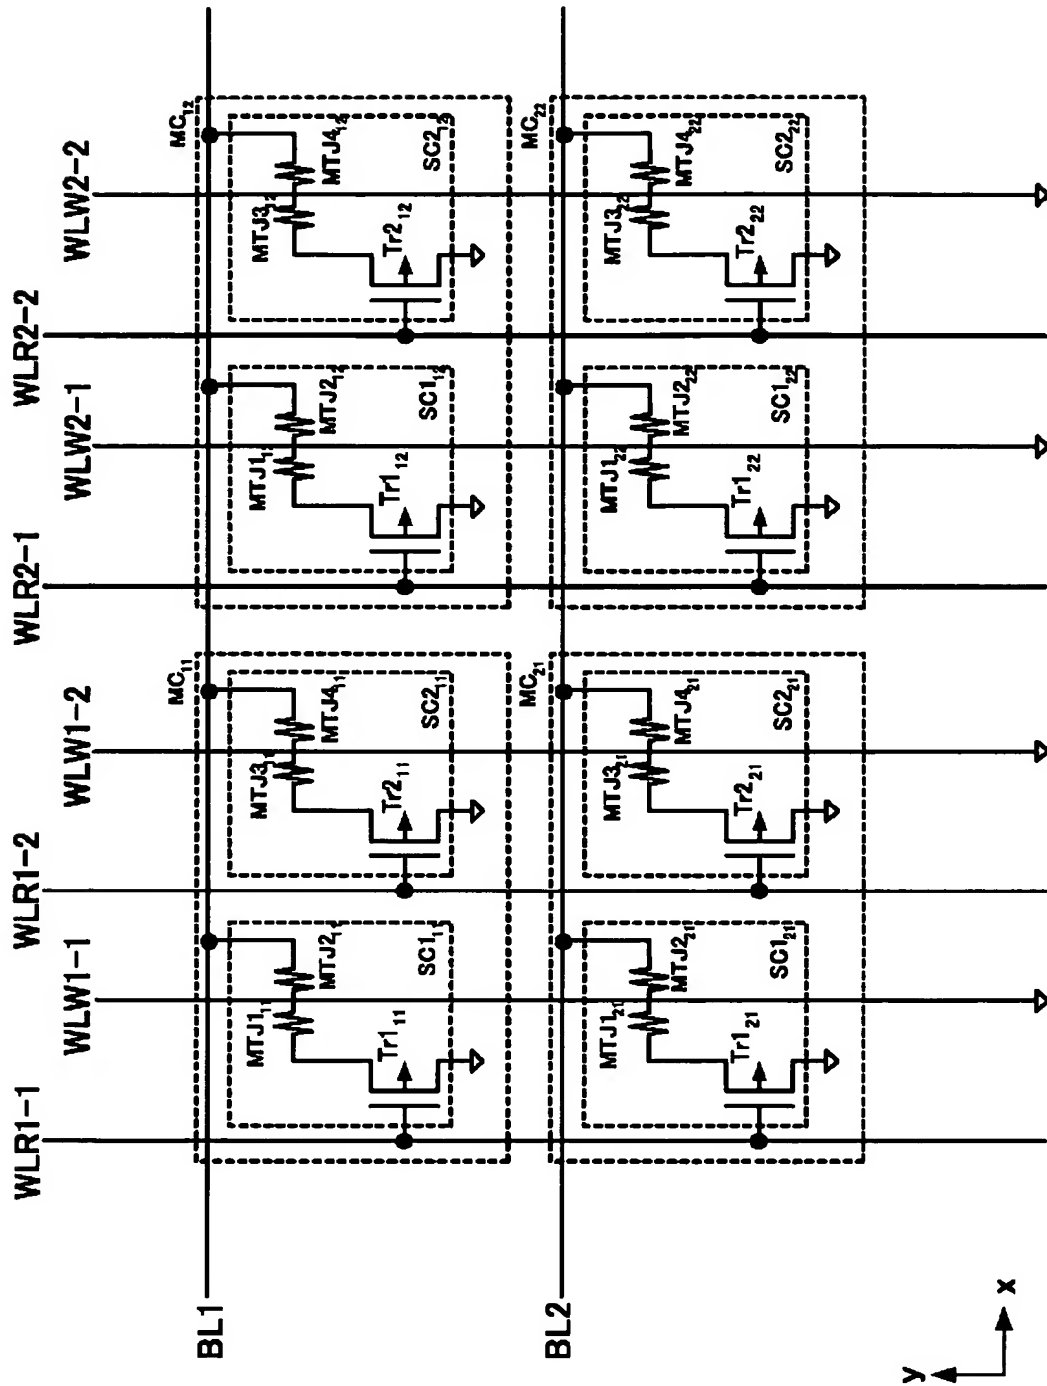 WLR1-1
WLR1-2
WLR2-1
WLR2-2
WLW1-1
WLW1-2
WLW2-1
WLW2-2
BL1
MC₁₁
MTJ1₁₁
MTJ2₁₁
Tr1₁₁
SC1₁₁
MTJ3₁₁
MTJ4₁₁
Tr2₁₁
SC2₁₁
MC₁₂
MTJ1₁₂
MTJ2₁₂
Tr1₁₂
SC1₁₂
MTJ3₁₂
MTJ4₁₂
Tr2₁₂
SC2₁₂
BL2
MC₂₁
MTJ1₂₁
MTJ2₂₁
Tr1₂₁
SC1₂₁
MTJ3₂₁
MTJ4₂₁
Tr2₂₁
SC2₂₁
MC₂₂
MTJ1₂₂
MTJ2₂₂
Tr1₂₂
SC1₂₂
MTJ3₂₂
MTJ4₂₂
Tr2₂₂
SC2₂₂
y
x